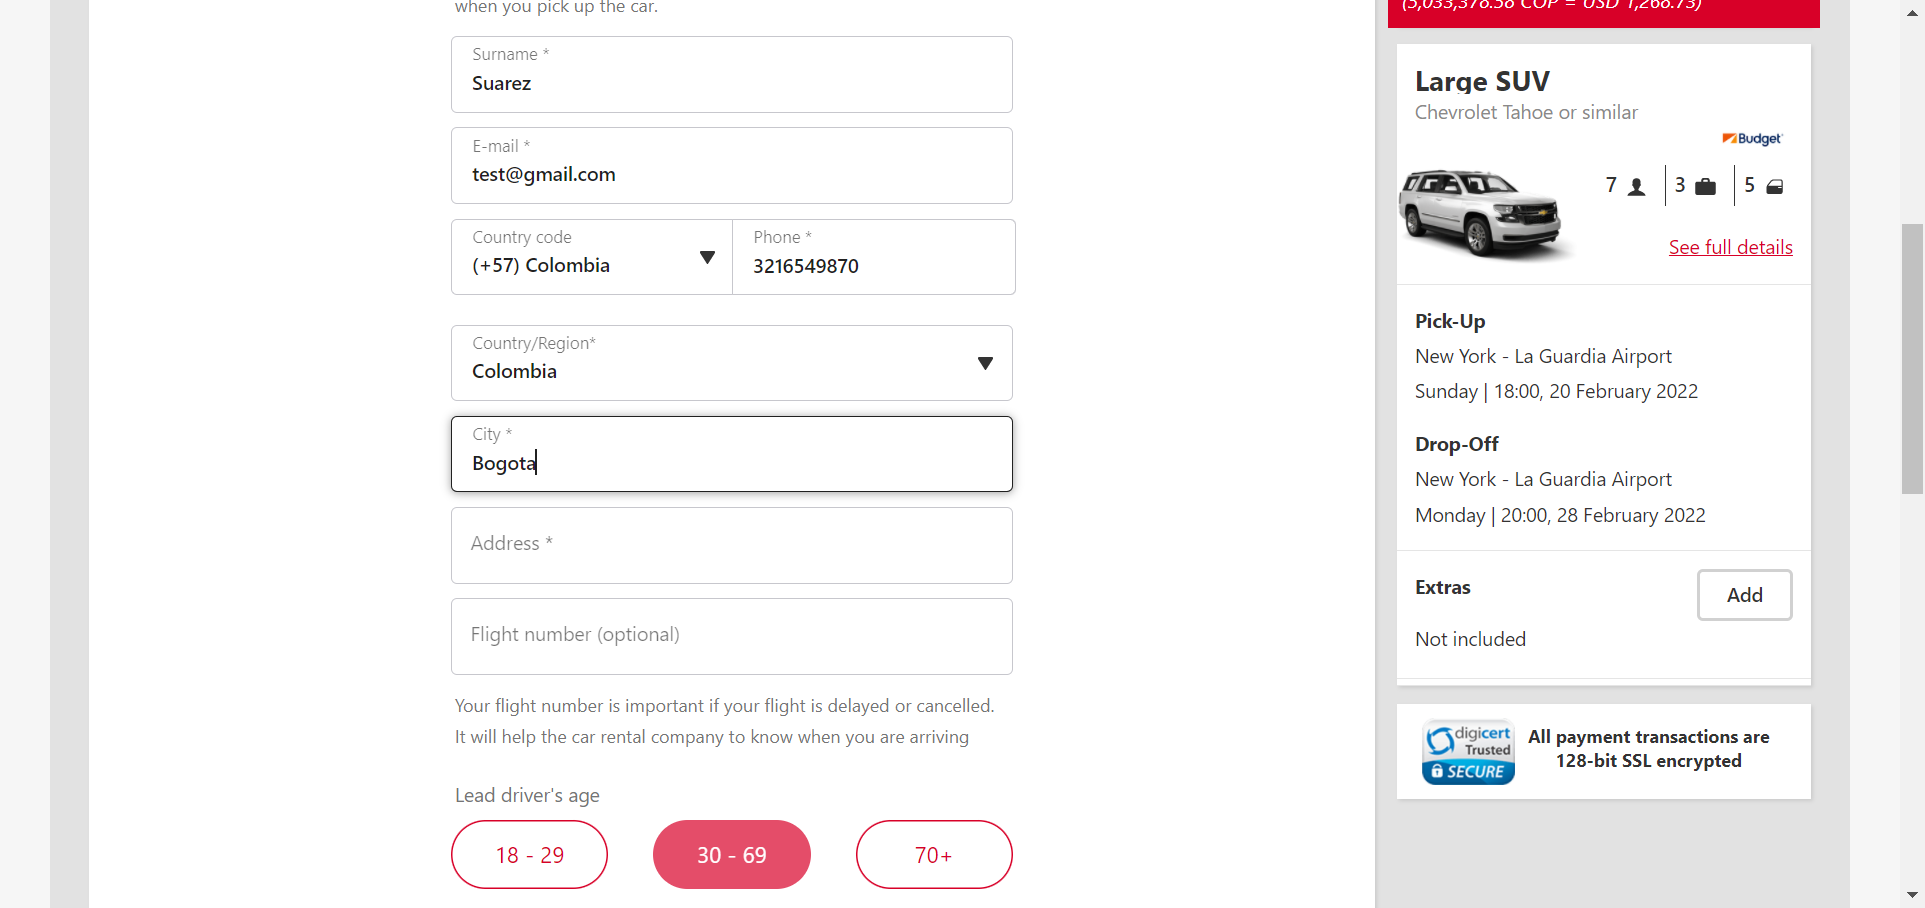 when you pick up the car.
Surname *
Suarez
E-mail *
test@gmail.com
Country code
(+57) Colombia
Phone *
3216549870
Country/Region*
Colombia
City *
Bogota
Address *
Flight number (optional)
Your flight number is important if your flight is delayed or cancelled.
It will help the car rental company to know when you are arriving
Lead driver's age
18 - 29
30 - 69
70+
(5,033,378.58 COP = USD 1,268.73)
Large SUV
Chevrolet Tahoe or similar
Budget
7
3
5
See full details
Pick-Up
New York - La Guardia Airport
Sunday | 18:00, 20 February 2022
Drop-Off
New York - La Guardia Airport
Monday | 20:00, 28 February 2022
Extras
Add
Not included
digicert
Trusted
SECURE
All payment transactions are
128-bit SSL encrypted